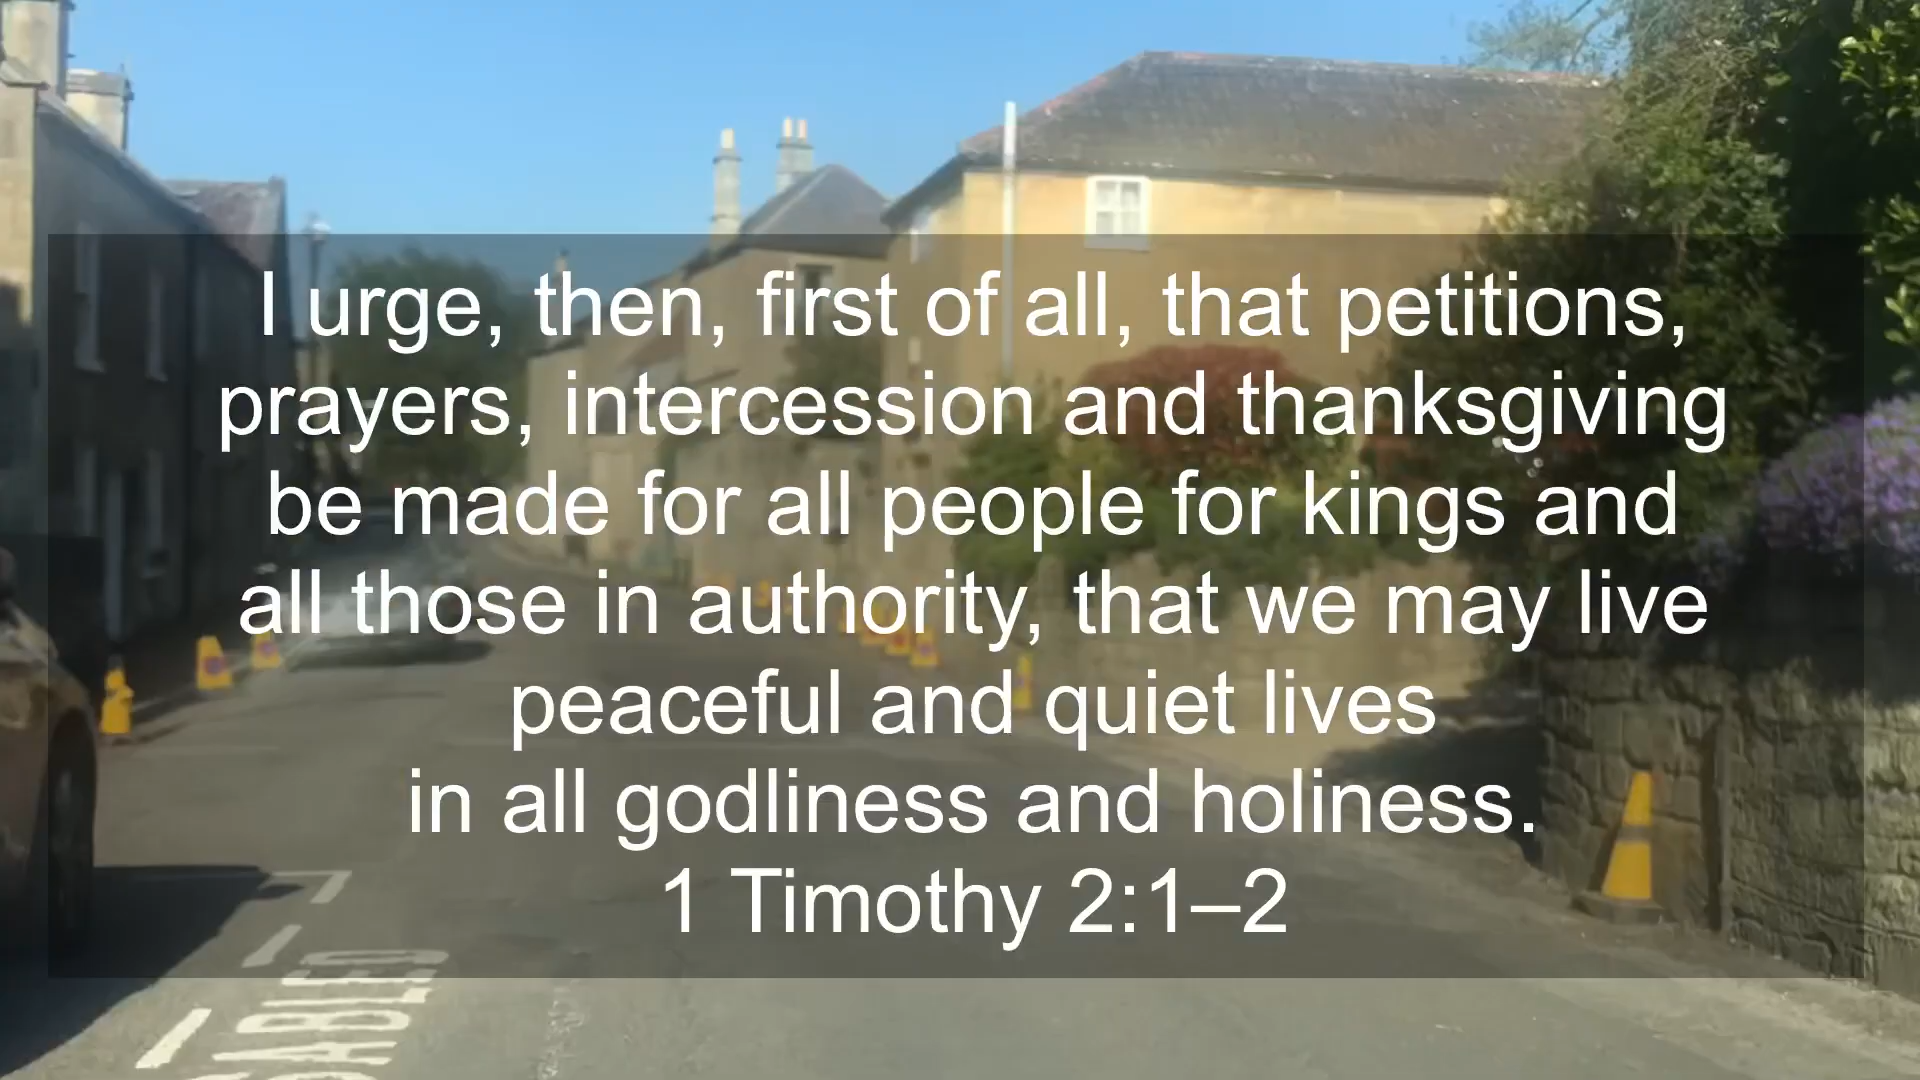 I urge, then, first of all, that petitions,
prayers, intercession and thanksgiving
be made for all people for kings and
all those in authority, that we may live
peaceful and quiet lives
in all godliness and holiness.
1 Timothy 2:1–2
SABLED